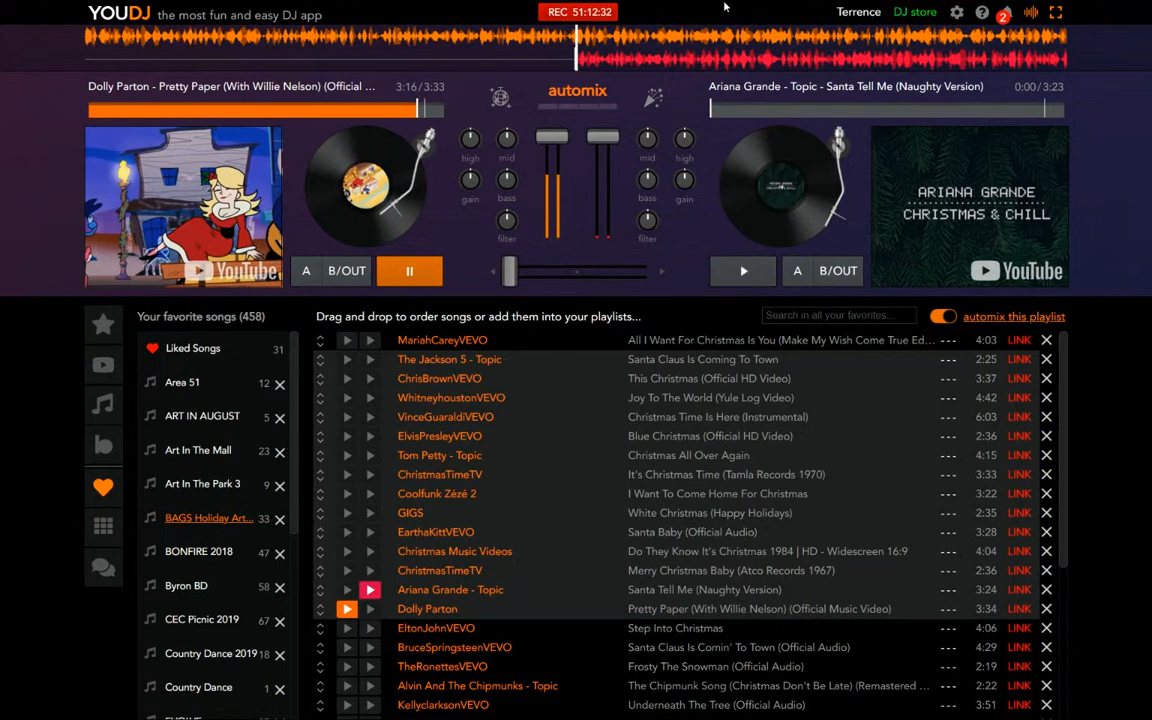 YOUDJ the most fun and easy DJ app
REC 51:12:32
Terrence DJ store 2
Dolly Parton - Pretty Paper (With Willie Nelson) (Official ... 3:16/3:33
automix
Ariana Grande - Topic - Santa Tell Me (Naughty Version) 0:00/3:23
high mid mid high
gain bass bass gain
filter filter
YouTube
ARIANA GRANDE
CHRISTMAS & CHILL
YouTube
A B/OUT A B/OUT
Your favorite songs (458)
Drag and drop to order songs or add them into your playlists...
Search in all your favorites...
automix this playlist
Liked Songs 31
Area 51 12
ART IN AUGUST 5
Art In The Mall 23
Art In The Park 3 9
BAGS Holiday Art... 33
BONFIRE 2018 47
Byron BD 58
CEC Picnic 2019 67
Country Dance 2019 18
Country Dance 1
MariahCareyVEVO All I Want For Christmas Is You (Make My Wish Come True Ed... --- 4:03 LINK
The Jackson 5 - Topic Santa Claus Is Coming To Town --- 2:25 LINK
ChrisBrownVEVO This Christmas (Official HD Video) --- 3:37 LINK
WhitneyhoustonVEVO Joy To The World (Yule Log Video) --- 4:42 LINK
VinceGuaraldiVEVO Christmas Time Is Here (Instrumental) --- 6:03 LINK
ElvisPresleyVEVO Blue Christmas (Official HD Video) --- 2:36 LINK
Tom Petty - Topic Christmas All Over Again --- 4:15 LINK
ChristmasTimeTV It's Christmas Time (Tamla Records 1970) --- 3:33 LINK
Coolfunk Zézé 2 I Want To Come Home For Christmas --- 3:22 LINK
GIGS White Christmas (Happy Holidays) --- 2:35 LINK
EarthaKittVEVO Santa Baby (Official Audio) --- 3:28 LINK
Christmas Music Videos Do They Know It's Christmas 1984 | HD - Widescreen 16:9 --- 4:04 LINK
ChristmasTimeTV Merry Christmas Baby (Atco Records 1967) --- 2:36 LINK
Ariana Grande - Topic Santa Tell Me (Naughty Version) --- 3:24 LINK
Dolly Parton Pretty Paper (With Willie Nelson) (Official Music Video) --- 3:34 LINK
EltonJohnVEVO Step Into Christmas --- 4:06 LINK
BruceSpringsteenVEVO Santa Claus Is Comin' To Town (Official Audio) --- 4:29 LINK
TheRonettesVEVO Frosty The Snowman (Official Audio) --- 2:19 LINK
Alvin And The Chipmunks - Topic The Chipmunk Song (Christmas Don't Be Late) (Remastered ... --- 2:22 LINK
KellyclarksonVEVO Underneath The Tree (Official Audio) --- 3:51 LINK